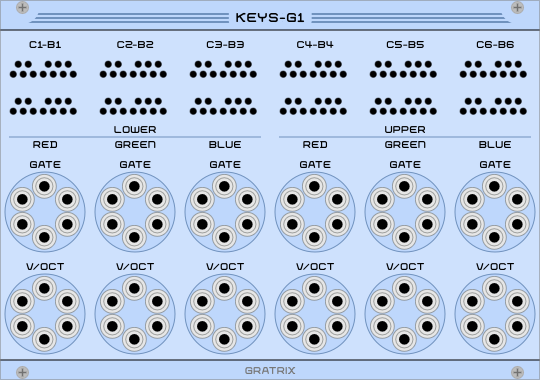 KEYS-G1
C1-B1 C2-B2 C3-B3 C4-B4 C5-B5 C6-B6
LOWER UPPER
RED GREEN BLUE RED GREEN BLUE
GATE GATE GATE GATE GATE GATE
V/OCT V/OCT V/OCT V/OCT V/OCT V/OCT
GRATRIX